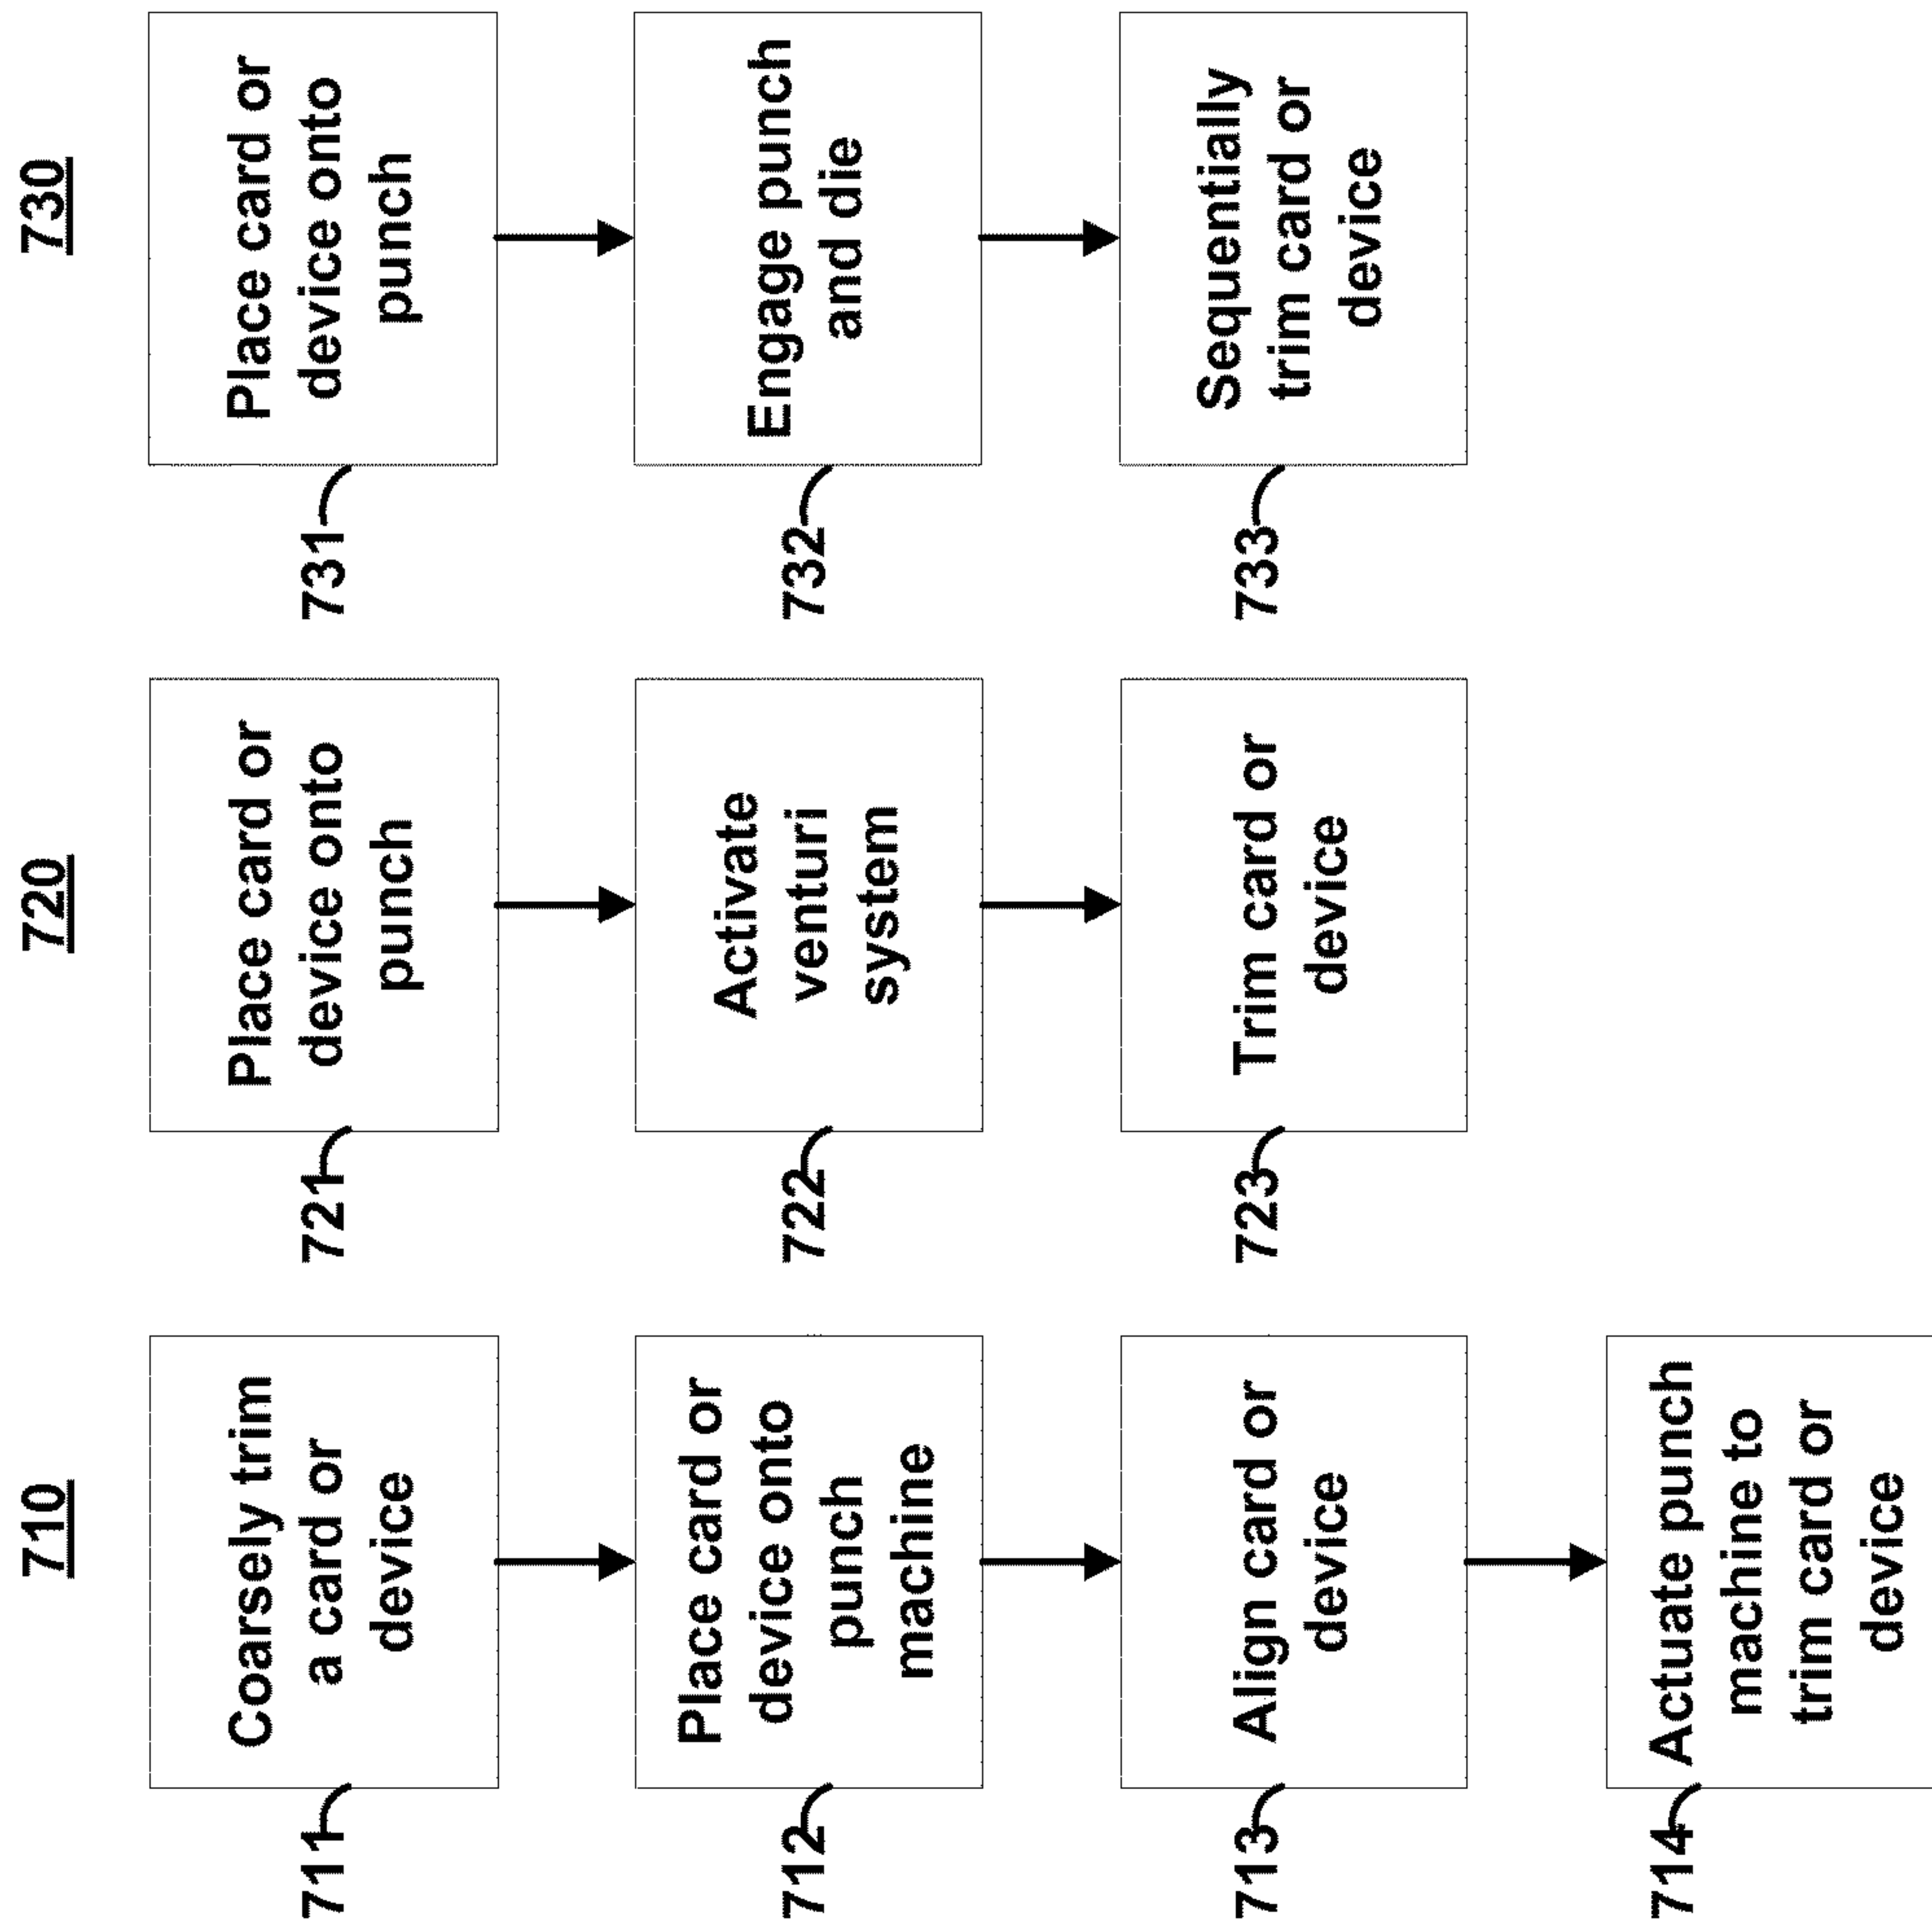 710
711
Coarsely trim
a card or
device
712
Place card or
device onto
punch
machine
713
Align card or
device
714
Actuate punch
machine to
trim card or
device
720
721
Place card or
device onto
punch
722
Activate
venturi
system
723
Trim card or
device
730
731
Place card or
device onto
punch
732
Engage punch
and die
733
Sequentially
trim card or
device